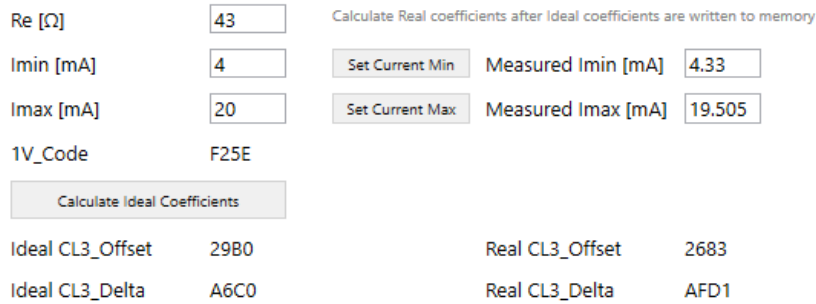 Re [Ω] 43 Calculate Real coefficients after Ideal coefficients are written to memory
Imin [mA] 4 Set Current Min Measured Imin [mA] 4.33
Imax [mA] 20 Set Current Max Measured Imax [mA] 19.505
1V_Code F25E
Calculate Ideal Coefficients
Ideal CL3_Offset 29B0 Real CL3_Offset 2683
Ideal CL3_Delta A6C0 Real CL3_Delta AFD1